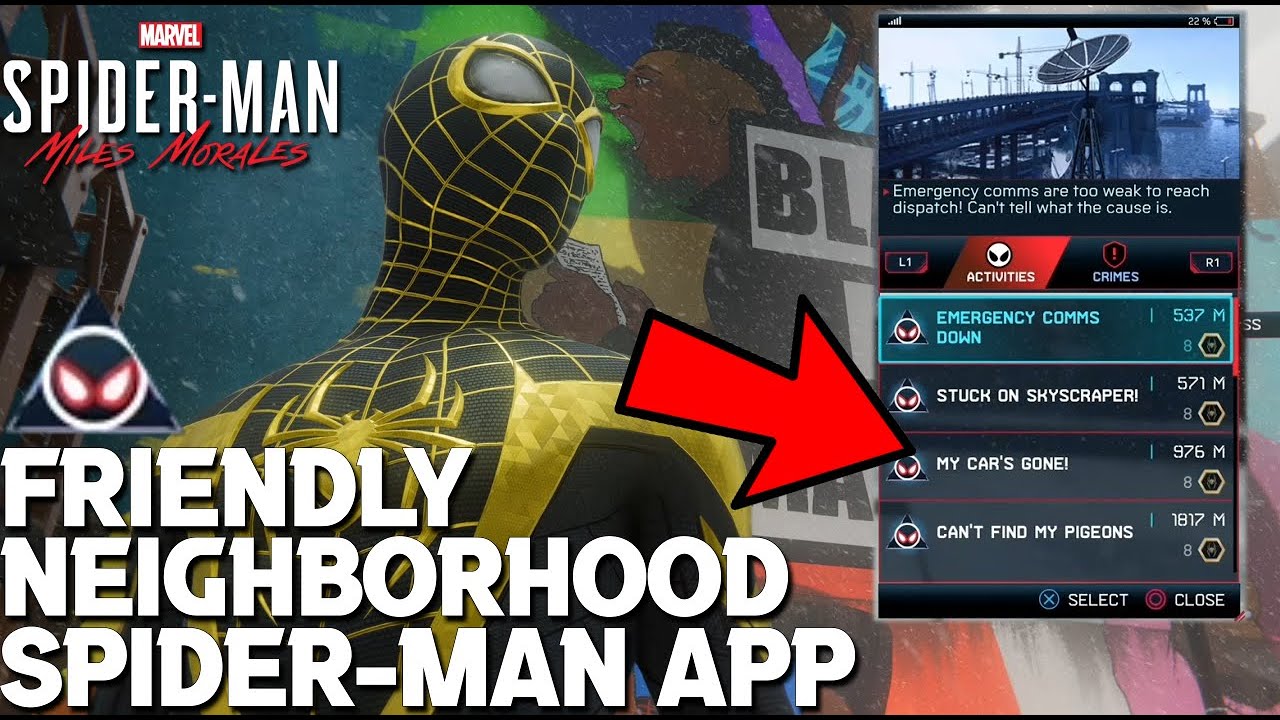 MARVEL
SPIDER-MAN
MILES MORALES
FRIENDLY
NEIGHBORHOOD
SPIDER-MAN APP
BL
22 %
Emergency comms are too weak to reach
dispatch! Can't tell what the cause is.
L1
ACTIVITIES
CRIMES
R1
EMERGENCY COMMS
DOWN
537 M
8
STUCK ON SKYSCRAPER!
571 M
8
MY CAR'S GONE!
976 M
8
CAN'T FIND MY PIGEONS
1817 M
8
SELECT
CLOSE